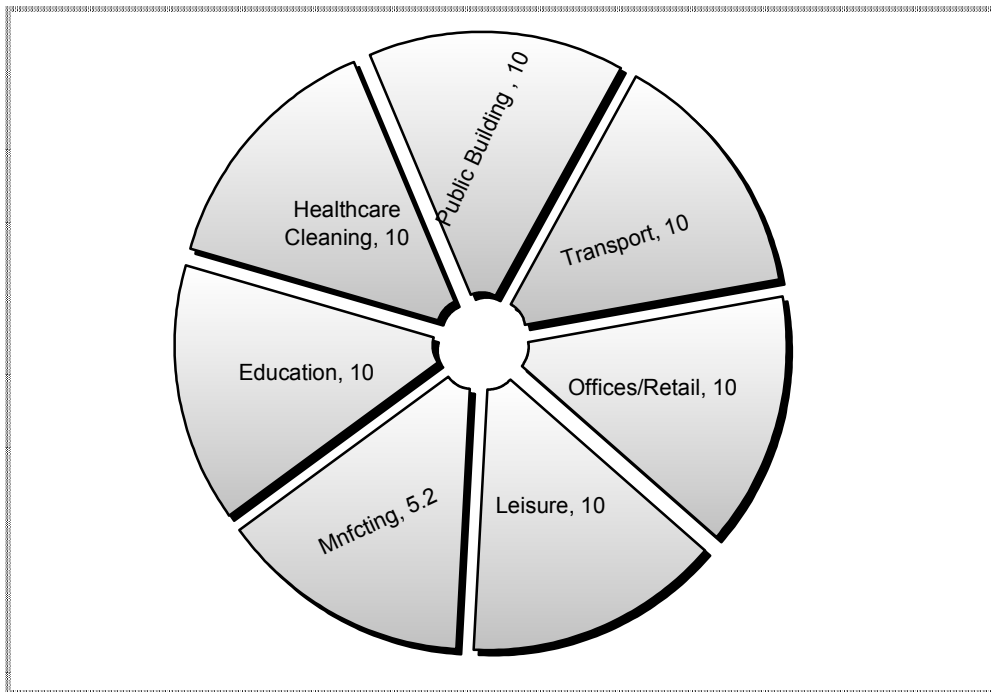 Public Building , 10
Transport, 10
Healthcare
Cleaning, 10
Offices/Retail, 10
Education, 10
Leisure, 10
Mnfcting, 5.2